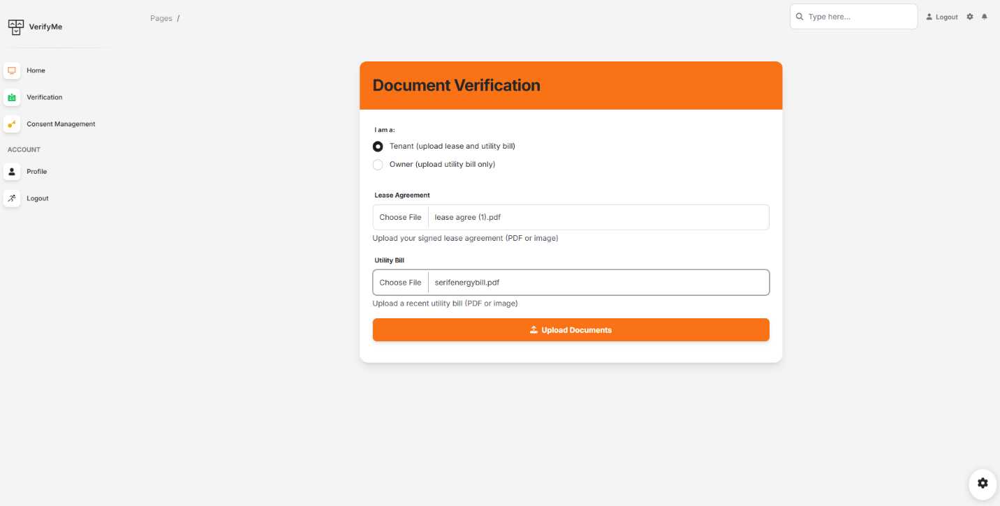 VerifyMe
Pages /
Type here...
Logout
Home
Verification
Consent Management
ACCOUNT
Profile
Logout
Document Verification
I am a:
Tenant (upload lease and utility bill)
Owner (upload utility bill only)
Lease Agreement
Choose File lease agree (1).pdf
Upload your signed lease agreement (PDF or image)
Utility Bill
Choose File serifenergybill.pdf
Upload a recent utility bill (PDF or image)
Upload Documents